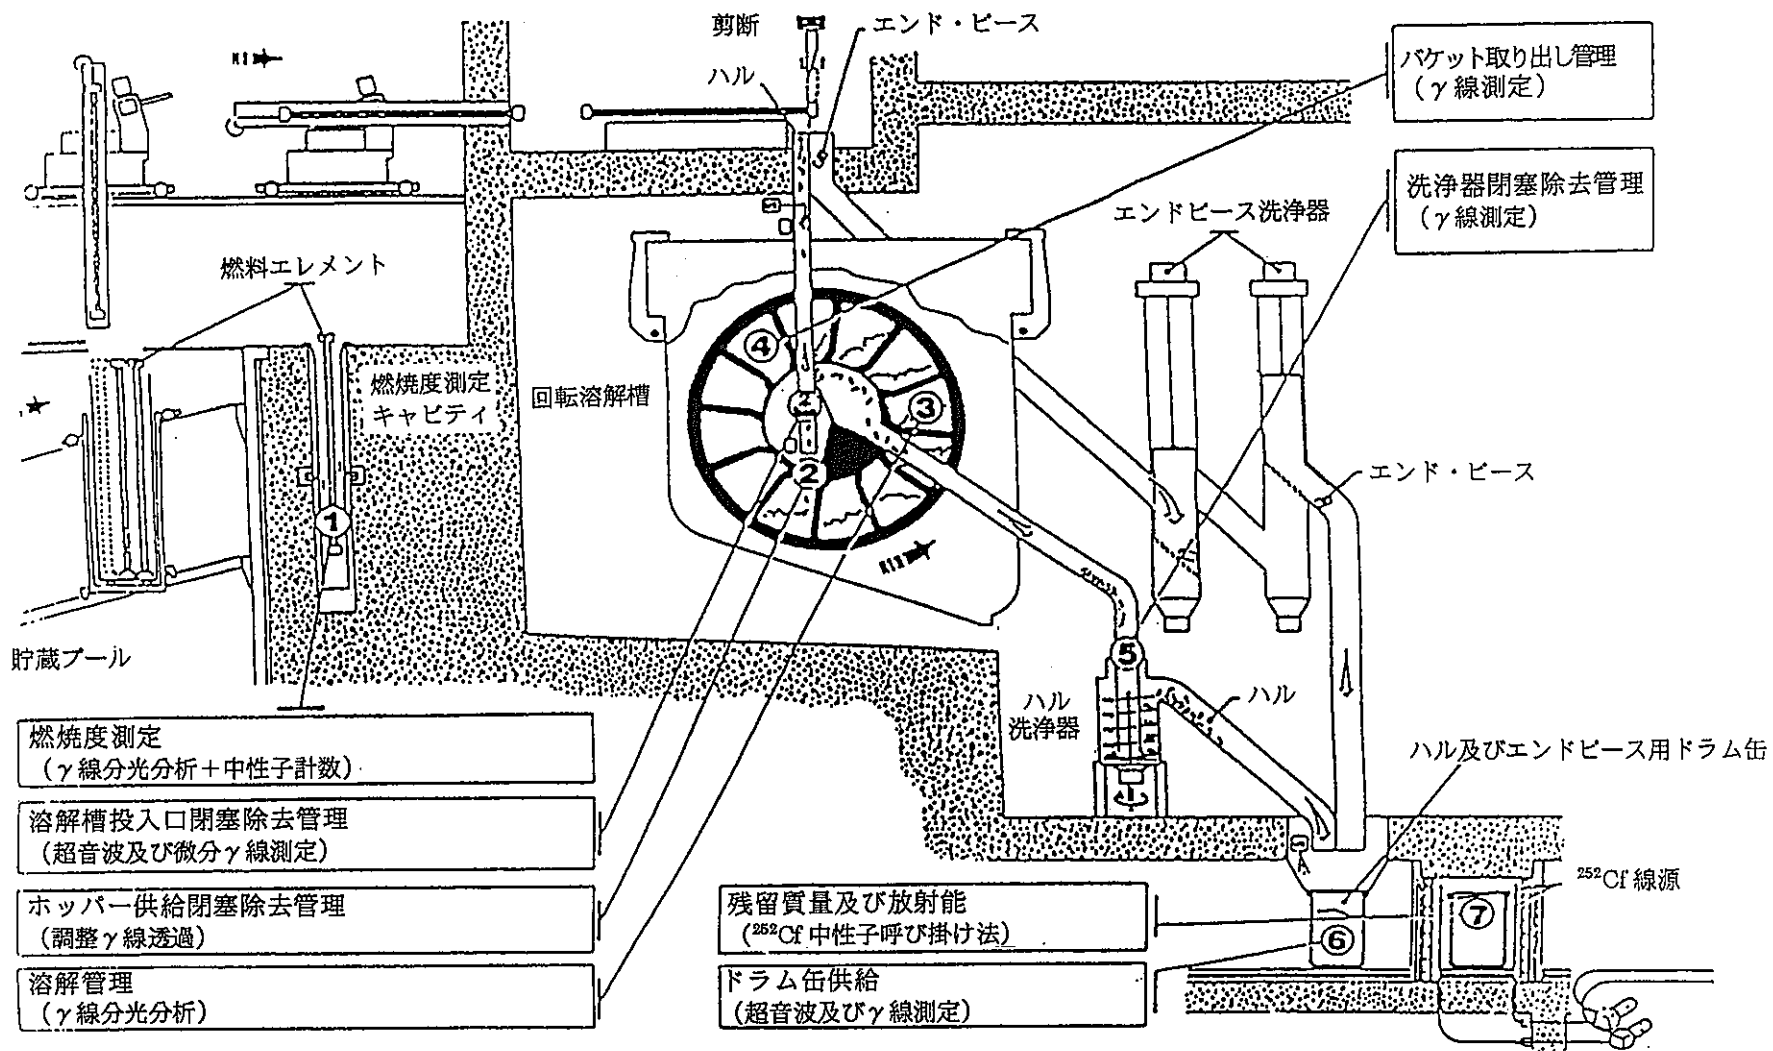 剪断
エンド・ピース
ハル
バケット取り出し管理
(γ線測定)
洗浄器閉塞除去管理
(γ線測定)
エンドピース洗浄器
燃料エレメント
燃焼度測定
キャビティ
回転溶解槽
④
③
②
②
①
エンド・ピース
貯蔵プール
⑤
ハル
洗浄器
ハル
ハル及びエンドピース用ドラム缶
²⁵²Cf 線源
⑦
⑥
燃焼度測定
(γ線分光分析+中性子計数)
溶解槽投入口閉塞除去管理
(超音波及び微分γ線測定)
ホッパー供給閉塞除去管理
(調整γ線透過)
溶解管理
(γ線分光分析)
残留質量及び放射能
(²⁵²Cf 中性子呼び掛け法)
ドラム缶供給
(超音波及びγ線測定)